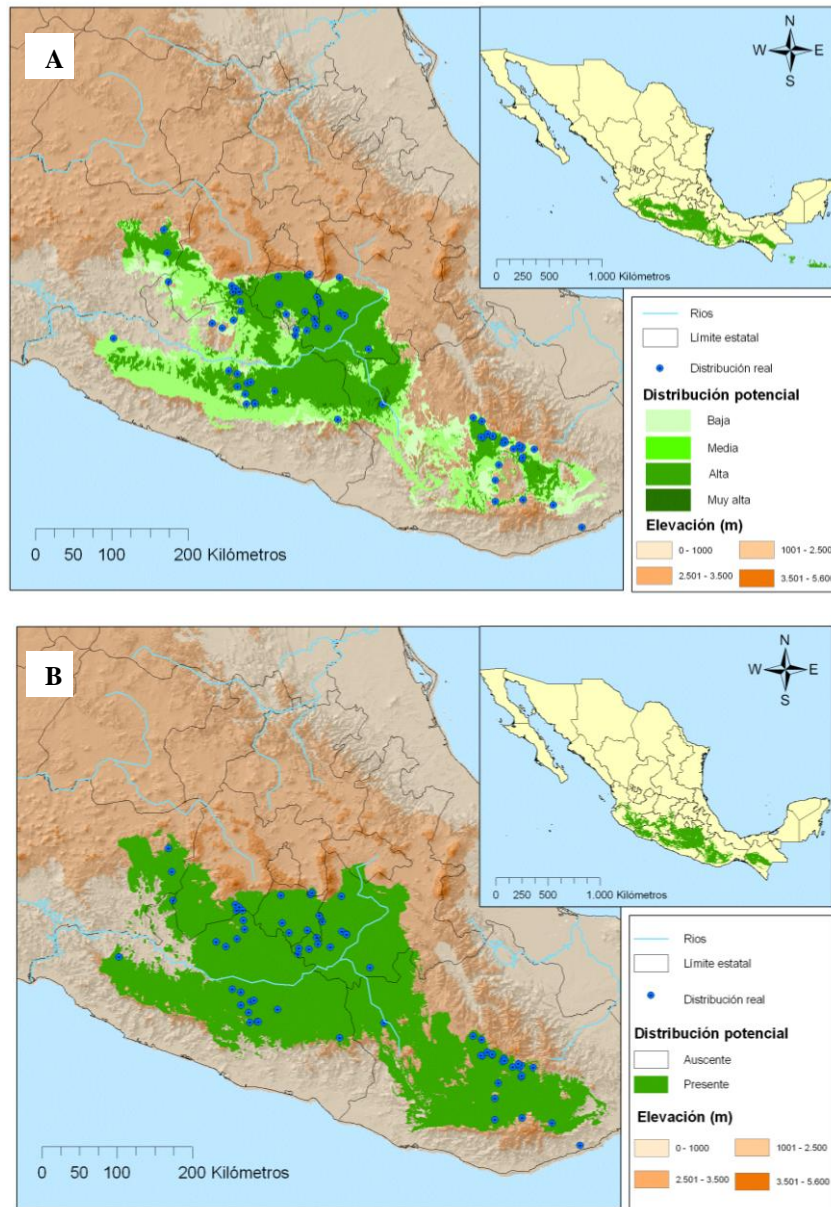 A
N
W E
S
0 250 500 1.000 Kilómetros
Rios
Límite estatal
Distribución real
Distribución potencial
Baja
Media
Alta
Muy alta
Elevación (m)
0 - 1000 1001 - 2.500
2.501 - 3.500 3.501 - 5.600
0 50 100 200 Kilómetros
B
N
W E
S
0 250 500 1.000 Kilómetros
Rios
Límite estatal
Distribución real
Distribución potencial
Auscente
Presente
Elevación (m)
0 - 1000 1001 - 2.500
2.501 - 3.500 3.501 - 5.600
0 50 100 200 Kilómetros